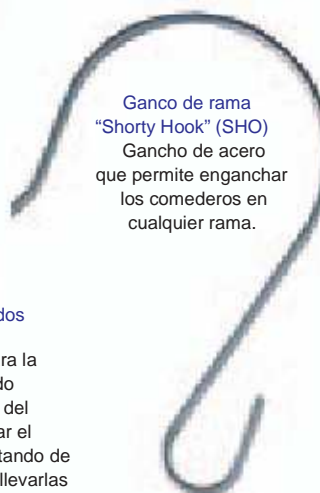 Ganco de rama
“Shorty Hook” (SHO)
Gancho de acero
que permite enganchar
los comederos en
cualquier rama.
dos
ra la
do
del
ar el
tando de
llevarlas